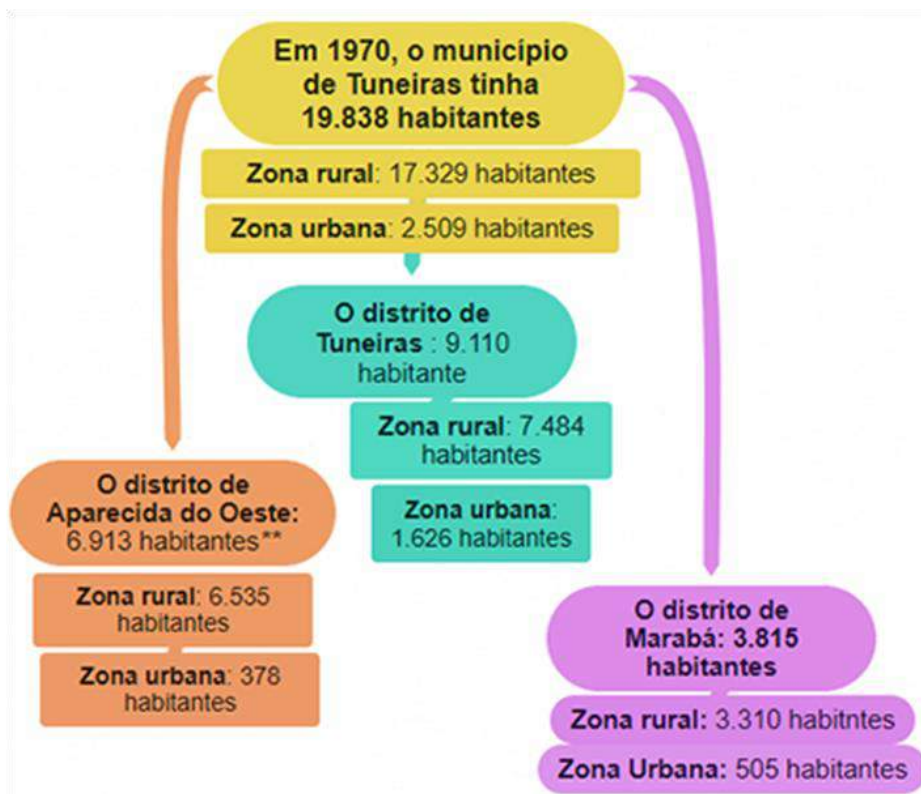 Em 1970, o município
de Tuneiras tinha
19.838 habitantes
Zona rural: 17.329 habitantes
Zona urbana: 2.509 habitantes
O distrito de
Tuneiras : 9.110
habitante
Zona rural: 7.484
habitantes
Zona urbana:
1.626 habitantes
O distrito de
Aparecida do Oeste:
6.913 habitantes**
Zona rural: 6.535
habitantes
Zona urbana: 378
habitantes
O distrito de
Marabá: 3.815
habitantes
Zona rural: 3.310 habitntes
Zona Urbana: 505 habitantes